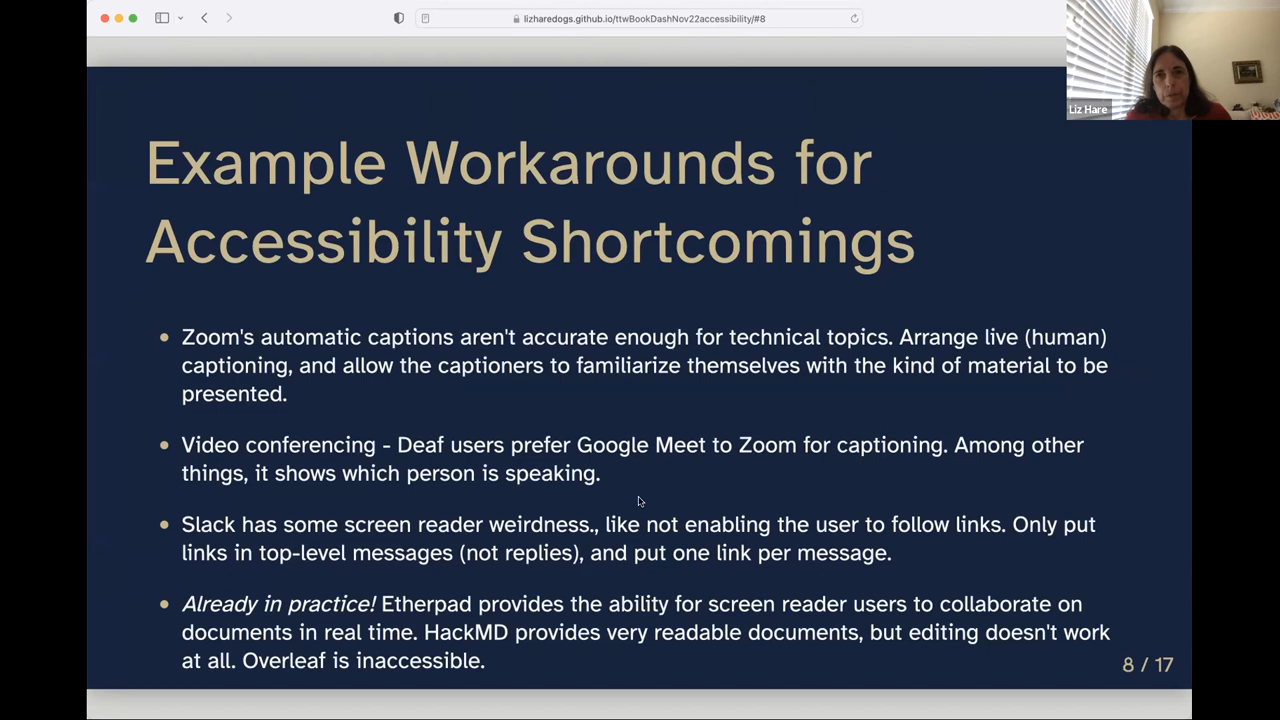 lizharedogs.github.io/ttwBookDashNov22accessibility/#8
Liz Hare
Example Workarounds for
Accessibility Shortcomings
Zoom's automatic captions aren't accurate enough for technical topics. Arrange live (human)
captioning, and allow the captioners to familiarize themselves with the kind of material to be
presented.
Video conferencing - Deaf users prefer Google Meet to Zoom for captioning. Among other
things, it shows which person is speaking.
Slack has some screen reader weirdness., like not enabling the user to follow links. Only put
links in top-level messages (not replies), and put one link per message.
Already in practice! Etherpad provides the ability for screen reader users to collaborate on
documents in real time. HackMD provides very readable documents, but editing doesn't work
at all. Overleaf is inaccessible.
8 / 17